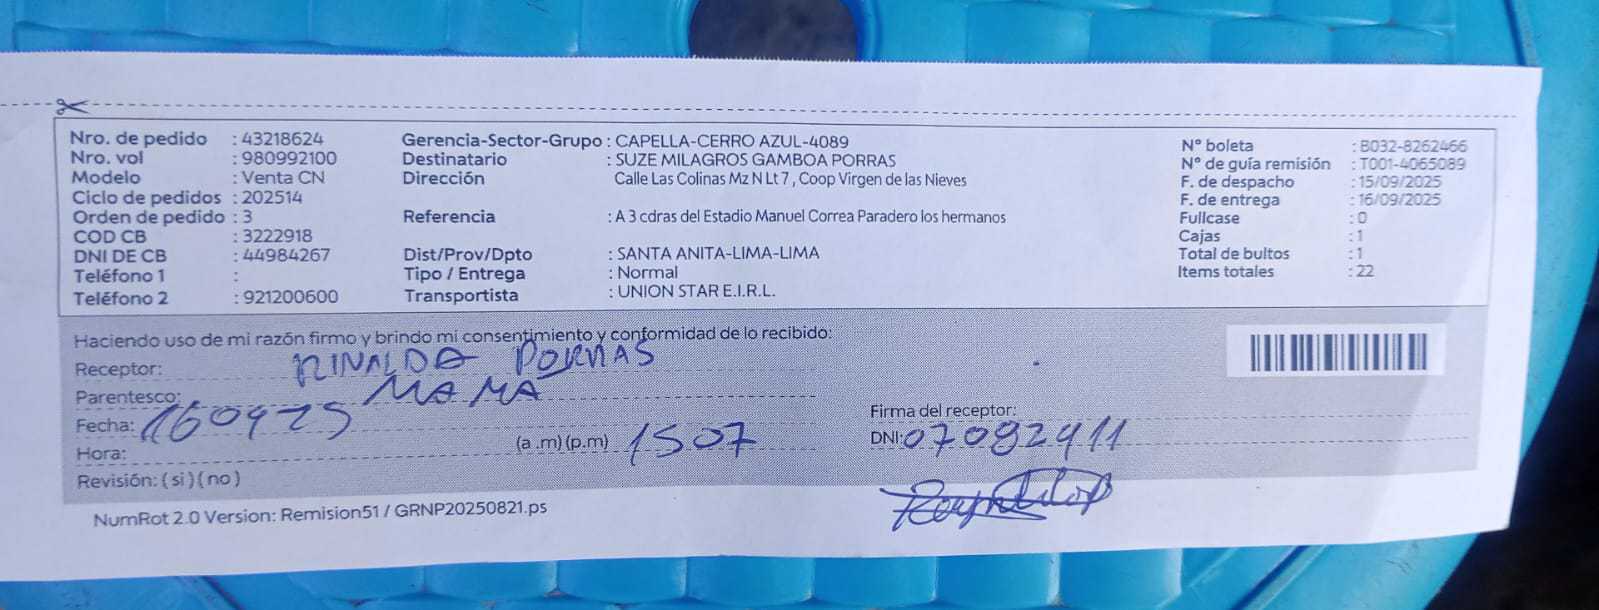 Nro. de pedido : 43218624
Nro. vol : 980992100
Modelo : Venta CN
Ciclo de pedidos : 202514
Orden de pedido : 3
COD CB : 3222918
DNI DE CB : 44984267
Teléfono 1 :
Teléfono 2 : 921200600
Gerencia-Sector-Grupo : CAPELLA-CERRO AZUL-4089
Destinatario : SUZE MILAGROS GAMBOA PORRAS
Dirección Calle Las Colinas Mz N Lt 7 , Coop Virgen de las Nieves
Referencia : A 3 cdras del Estadio Manuel Correa Paradero los hermanos
Dist/Prov/Dpto : SANTA ANITA-LIMA-LIMA
Tipo / Entrega : Normal
Transportista : UNION STAR E.I.R.L.
N° boleta : B032-8262466
N° de guía remisión : T001-4065089
F. de despacho : 15/09/2025
F. de entrega : 16/09/2025
Fullcase : 0
Cajas : 1
Total de bultos : 1
Items totales : 22
Haciendo uso de mi razón firmo y brindo mi consentimiento y conformidad de lo recibido:
Receptor: RINALDA PORRAS
Parentesco: MAMA
Fecha: 160925
Hora: (a .m) (p.m) 1507
Revisión: ( si ) ( no )
Firma del receptor:
DNI: 07082911
NumRot 2.0 Version: Remision51 / GRNP20250821.ps